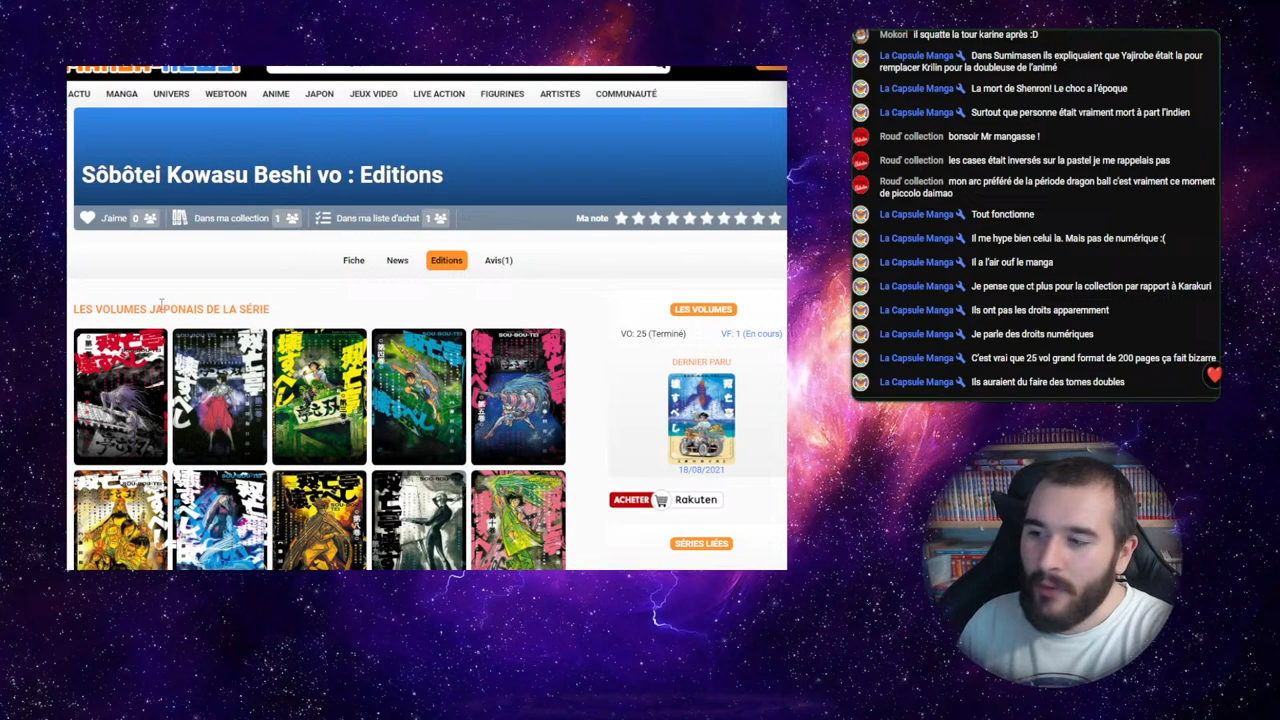 ACTU MANGA UNIVERS WEBTOON ANIME JAPON JEUX VIDEO LIVE ACTION FIGURINES ARTISTES COMMUNAUTÉ
Sôbôtei Kowasu Beshi vo : Editions
J'aime 0 Dans ma collection 1 Dans ma liste d'achat 1 Ma note
Fiche News Editions Avis(1)
LES VOLUMES JAPONAIS DE LA SÉRIE
LES VOLUMES
VO: 25 (Terminé) VF: 1 (En cours)
DERNIER PARU
18/08/2021
ACHETER Rakuten
SÉRIES LIÉES
SOU-BOU-TEI
SOU-BOU-TEI
Mokori il squatte la tour karine après :D
La Capsule Manga Dans Sumimasen ils expliquaient que Yajirobe était la pour
remplacer Krilin pour la doubleuse de l'animé
La Capsule Manga La mort de Shenron! Le choc a l'époque
La Capsule Manga Surtout que personne était vraiment mort à part l'indien
Roud' collection bonsoir Mr mangasse !
Roud' collection les cases était inversés sur la pastel je me rappelais pas
Roud' collection mon arc préféré de la période dragon ball c'est vraiment ce moment
de piccolo daimao
La Capsule Manga Tout fonctionne
La Capsule Manga Il me hype bien celui la. Mais pas de numérique :(
La Capsule Manga Il a l'air ouf le manga
La Capsule Manga Je pense que ct plus pour la collection par rapport à Karakuri
La Capsule Manga Ils ont pas les droits apparemment
La Capsule Manga Je parle des droits numériques
La Capsule Manga C'est vrai que 25 vol grand format de 200 pages ça fait bizarre
La Capsule Manga Ils auraient du faire des tomes doubles